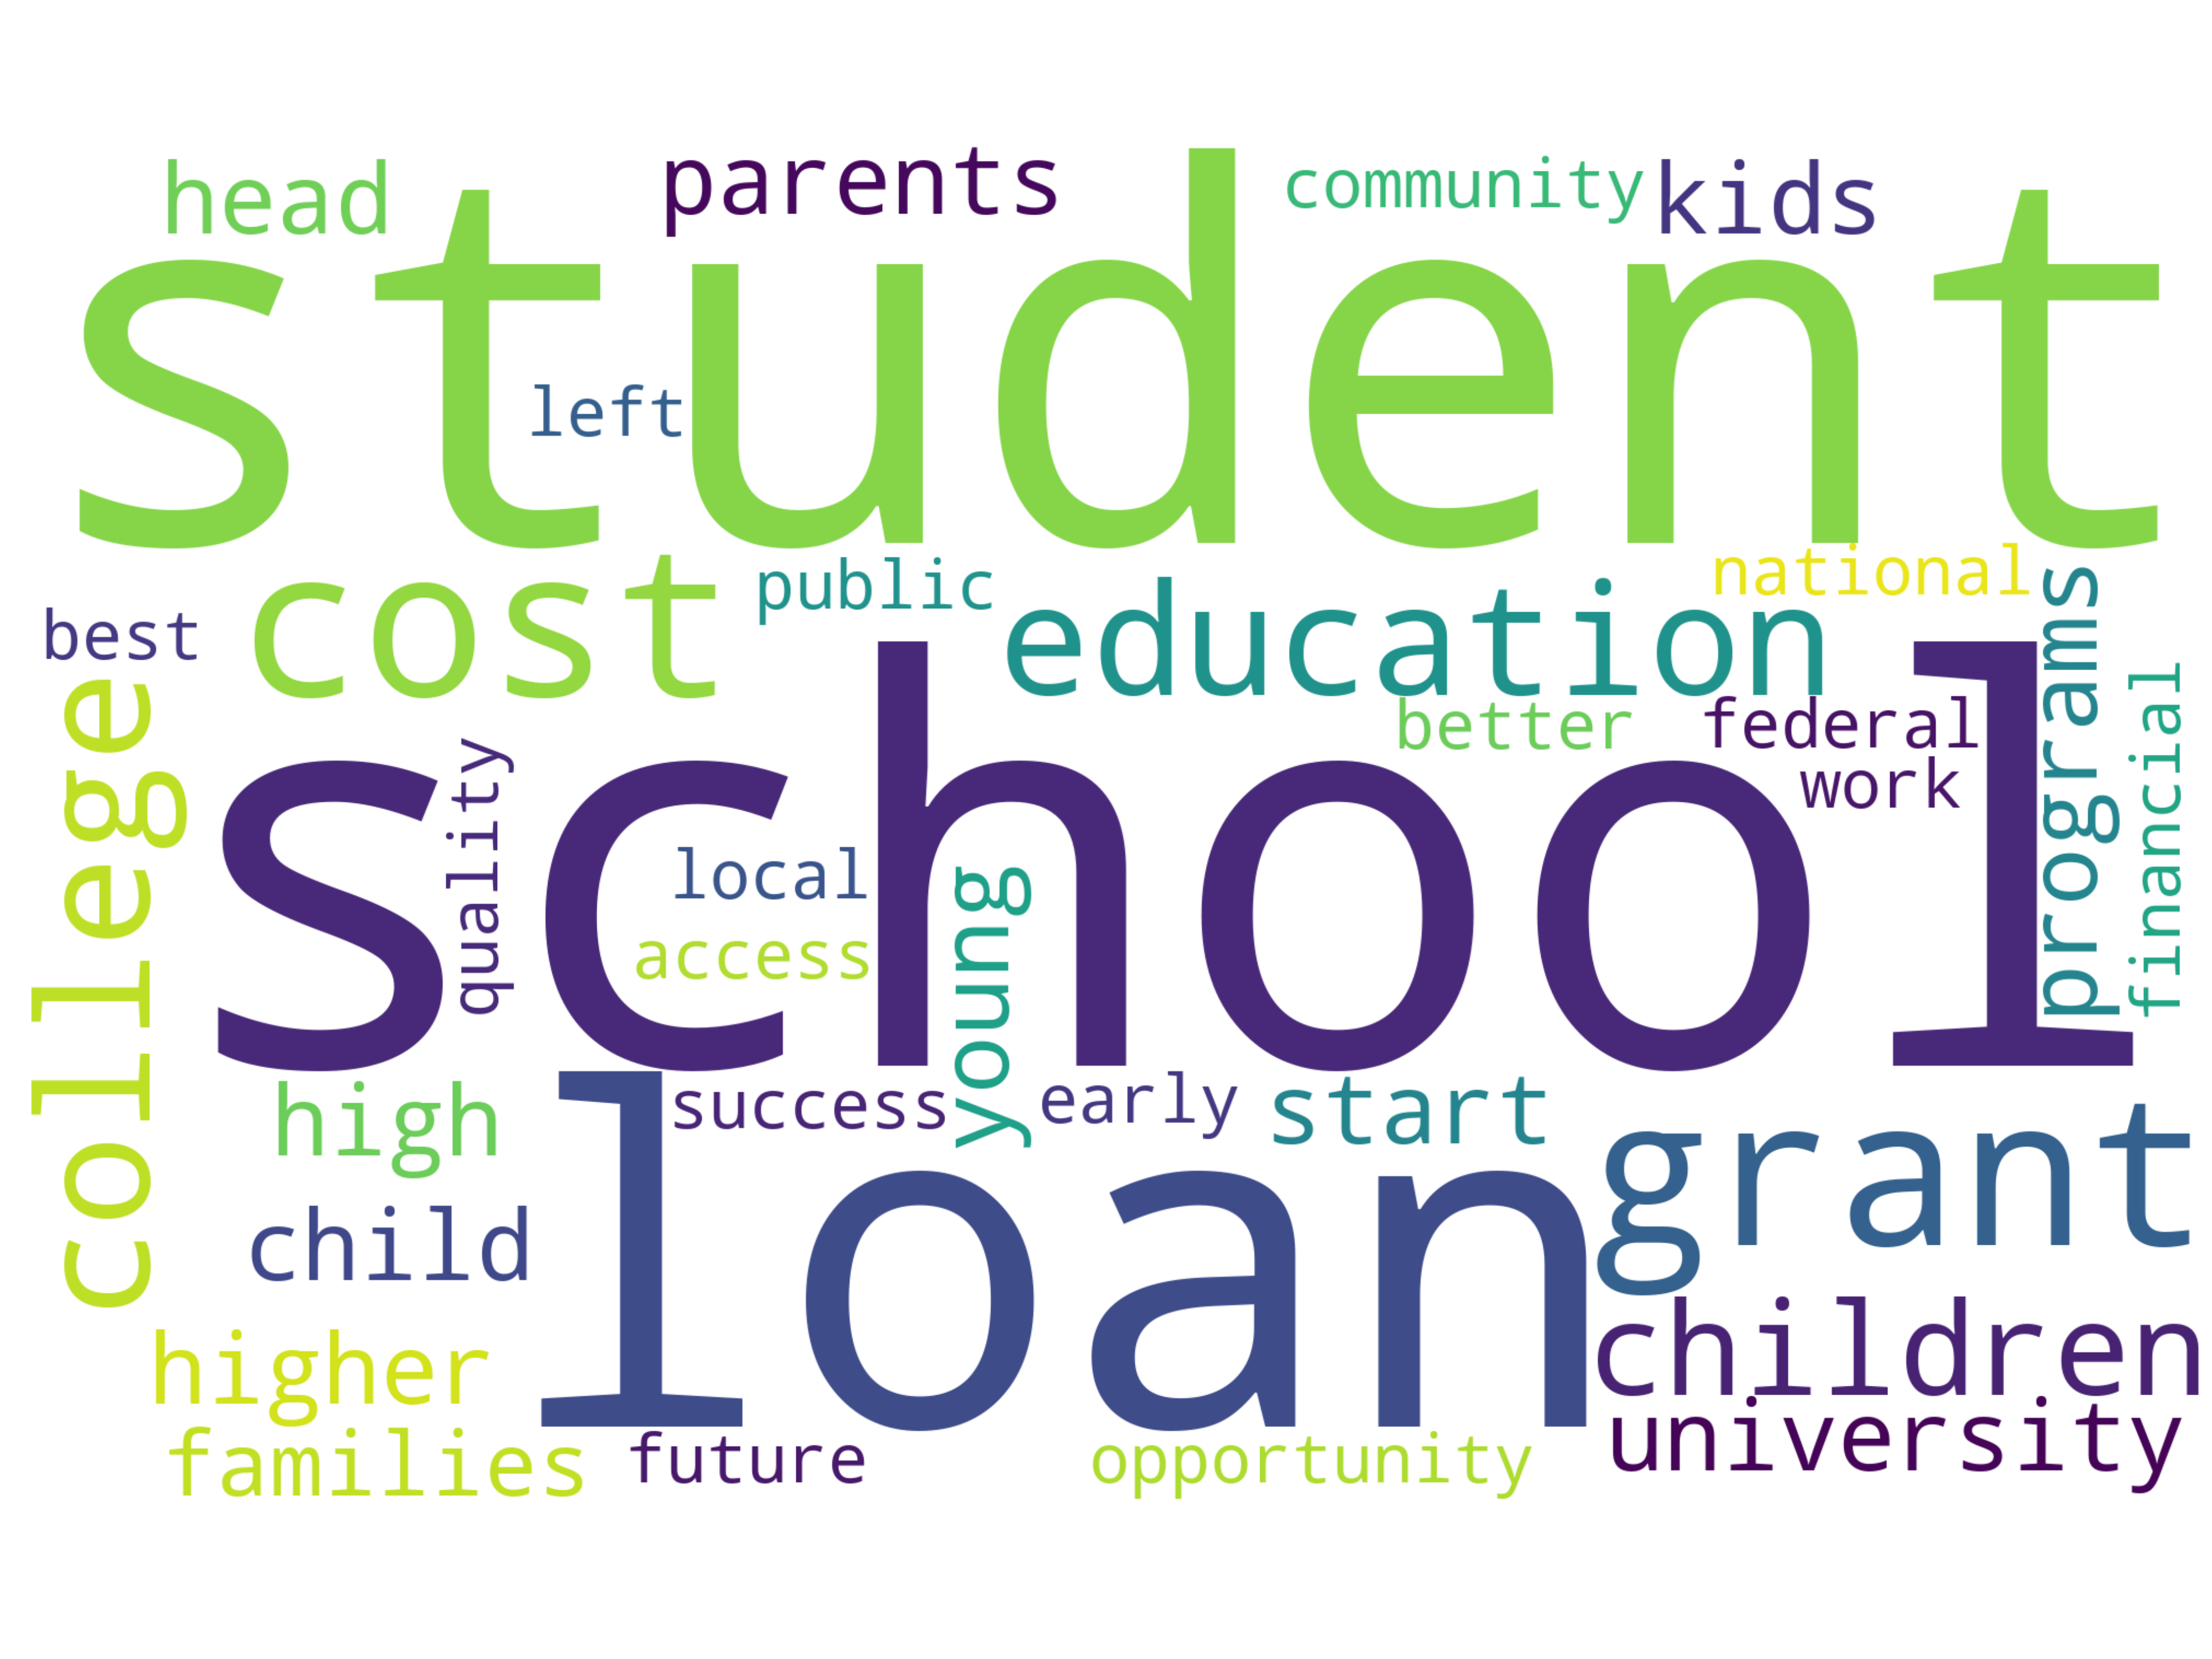 head
parents
community
kids
student
left
cost
public
education
national
best
better
federal
work
programs
financial
college
school
quality
local
access
young
high
success
early
start
loan
grant
child
children
higher
university
families
future
opportunity